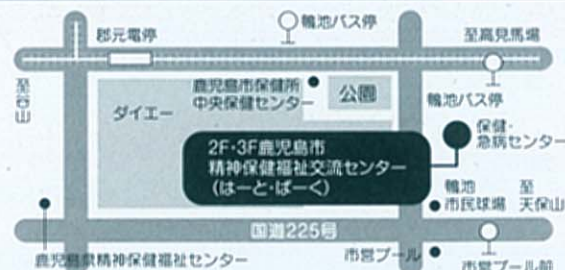 郡元電停
鴨池バス停
至高見馬場
至谷山
ダイエー
鹿児島市保健所
中央保健センター
公園
鴨池バス停
保健・
急病センター
2F・3F鹿児島市
精神保健福祉交流センター
(はーと・ぱーく)
鴨池
市民球場
至
天保山
国道225号
鹿児島県精神保健福祉センター
市営プール
市営プール前